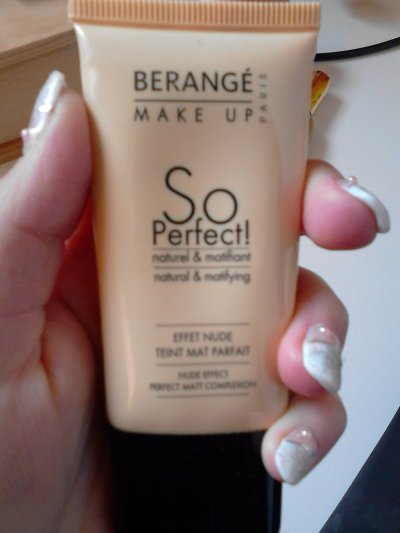 BERANGÉ
MAKE UP
PARIS
So
Perfect!
naturel & matifiant
natural & matifying
EFFET NUDE
TEINT MAT PARFAIT
NUDE EFFECT
PERFECT MATT COMPLEXION